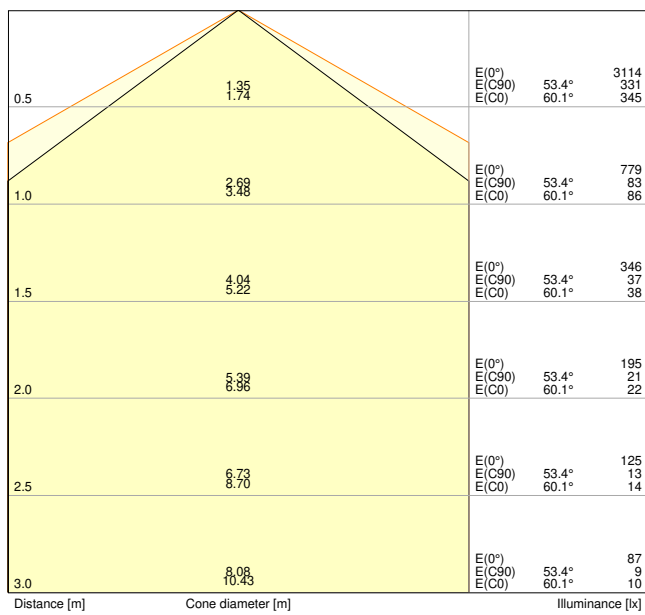 E(0°) 3114
1.35 E(C90) 53.4° 331
0.5 1.74 E(C0) 60.1° 345
E(0°) 779
2.69 E(C90) 53.4° 83
1.0 3.48 E(C0) 60.1° 86
E(0°) 346
4.04 E(C90) 53.4° 37
1.5 5.22 E(C0) 60.1° 38
E(0°) 195
5.39 E(C90) 53.4° 21
2.0 6.96 E(C0) 60.1° 22
E(0°) 125
6.73 E(C90) 53.4° 13
2.5 8.70 E(C0) 60.1° 14
E(0°) 87
8.08 E(C90) 53.4° 9
3.0 10.43 E(C0) 60.1° 10
Distance [m] Cone diameter [m] Illuminance [lx]